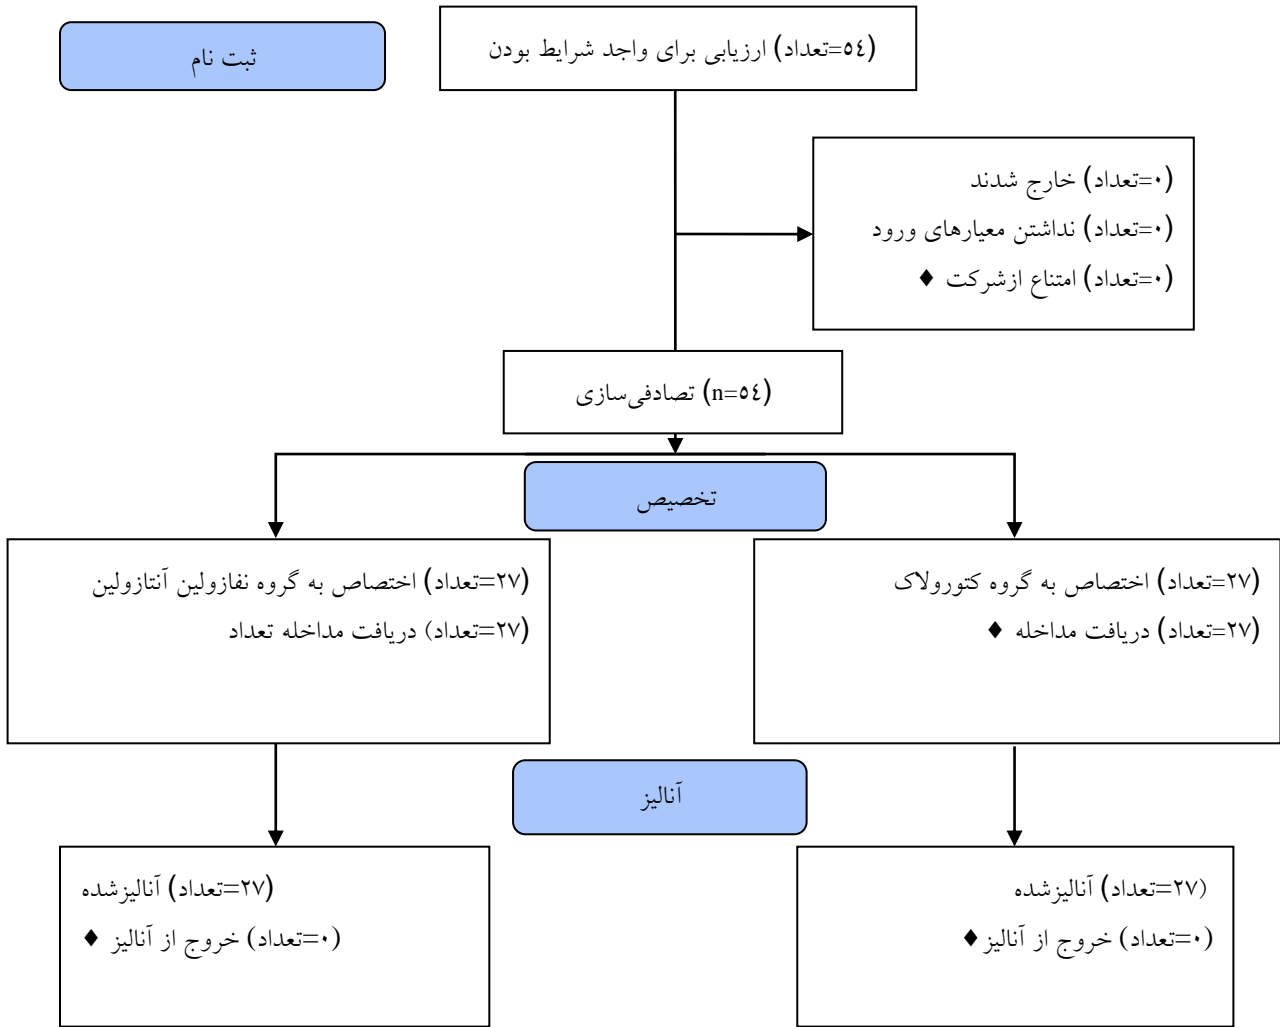 ثبت نام
(٥٤=تعداد) ارزیابی برای واجد شرایط بودن
(٠=تعداد) خارج شدند
(٠=تعداد) نداشتن معیارهای ورود
(٠=تعداد) امتناع ازشرکت ♦
(n=٥٤) تصادفی‌سازی
تخصیص
(٢٧=تعداد) اختصاص به گروه کتورولاک
(٢٧=تعداد) دریافت مداخله ♦
(٢٧=تعداد) اختصاص به گروه نفازولین آنتازولین
(٢٧=تعداد) دریافت مداخله تعداد
آنالیز
(٢٧=تعداد) آنالیزشده
(٠=تعداد) خروج از آنالیز ♦
(٢٧=تعداد) آنالیزشده
(٠=تعداد) خروج از آنالیز ♦